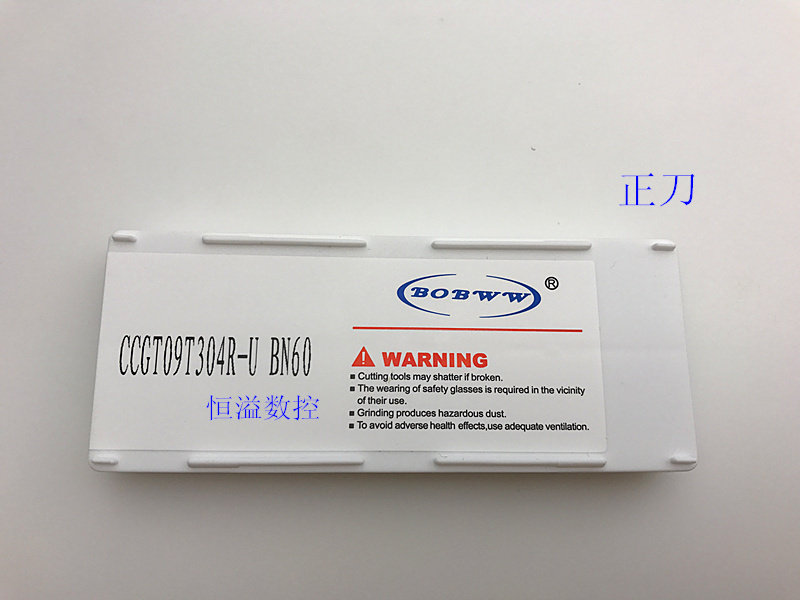 正刀
BOBWW®
CCGT09T304R-U BN60
恒溢数控
WARNING
■ Cutting tools may shatter if broken.
■ The wearing of safety glasses is required in the vicinity
of their use.
■ Grinding produces hazardous dust.
■ To avoid adverse health effects,use adequate ventilation.